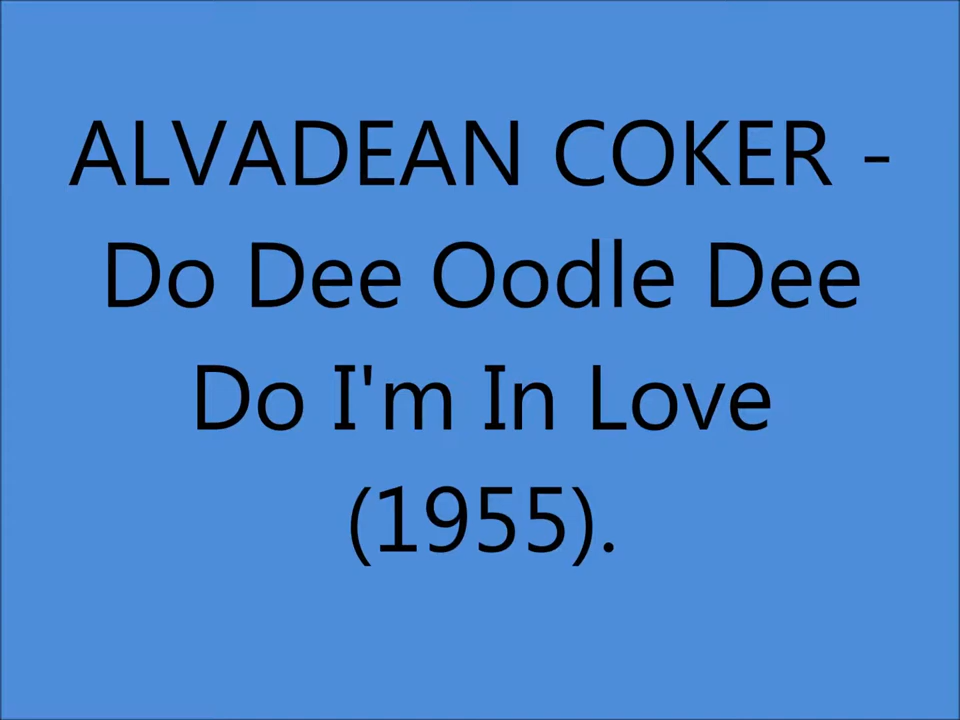 ALVADEAN COKER -
Do Dee Oodle Dee
Do I'm In Love
(1955).